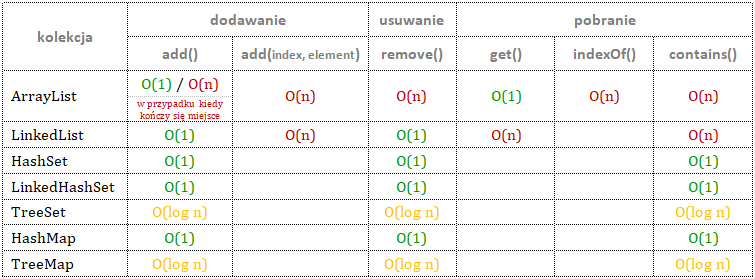 kolekcja dodawanie usuwanie pobranie
add() add(index, element) remove() get() indexOf() contains()
ArrayList O(1) / O(n) O(n) O(n) O(1) O(n) O(n)
w przypadku kiedy
kończy się miejsce
LinkedList O(1) O(n) O(1) O(n) O(n)
HashSet O(1) O(1) O(1)
LinkedHashSet O(1) O(1) O(1)
TreeSet O(log n) O(log n) O(log n)
HashMap O(1) O(1) O(1)
TreeMap O(log n) O(log n) O(log n)